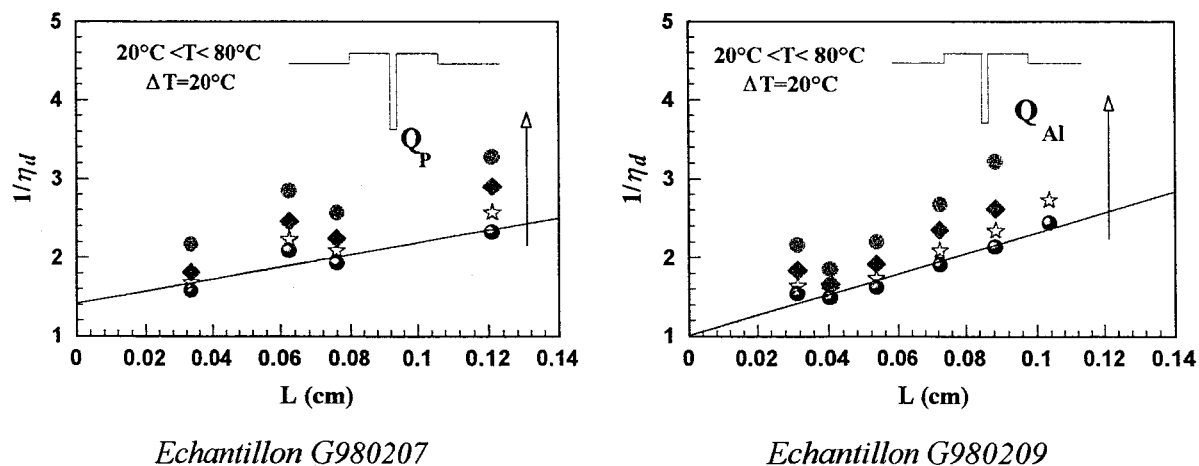 5
4
3
2
1
1/ηd
20°C <T< 80°C
ΔT=20°C
QP
0 0.02 0.04 0.06 0.08 0.1 0.12 0.14
L (cm)
Echantillon G980207
5
4
3
2
1
1/ηd
20°C <T< 80°C
ΔT=20°C
QAl
0 0.02 0.04 0.06 0.08 0.1 0.12 0.14
L (cm)
Echantillon G980209